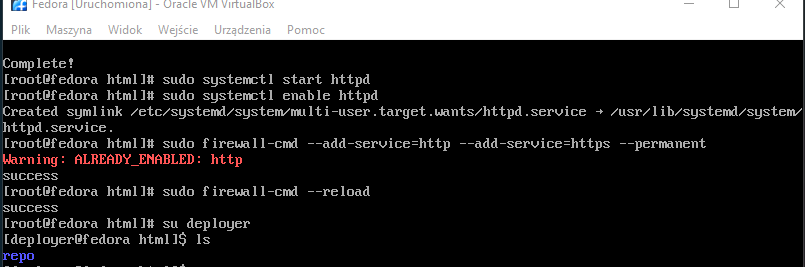 Fedora [Uruchomiona] - Oracle VM VirtualBox
Plik Maszyna Widok Wejście Urządzenia Pomoc
Complete!
[root@fedora html]# sudo systemctl start httpd
[root@fedora html]# sudo systemctl enable httpd
Created symlink /etc/systemd/system/multi-user.target.wants/httpd.service → /usr/lib/systemd/system/
httpd.service.
[root@fedora html]# sudo firewall-cmd --add-service=http --add-service=https --permanent
Warning: ALREADY_ENABLED: http
success
[root@fedora html]# sudo firewall-cmd --reload
success
[root@fedora html]# su deployer
[deployer@fedora html]$ ls
repo